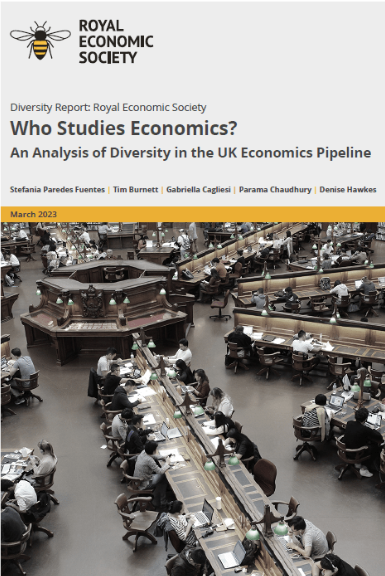 ROYAL
ECONOMIC
SOCIETY
Diversity Report: Royal Economic Society
Who Studies Economics?
An Analysis of Diversity in the UK Economics Pipeline
Stefania Paredes Fuentes | Tim Burnett | Gabriella Cagliesi | Parama Chaudhury | Denise Hawkes
March 2023